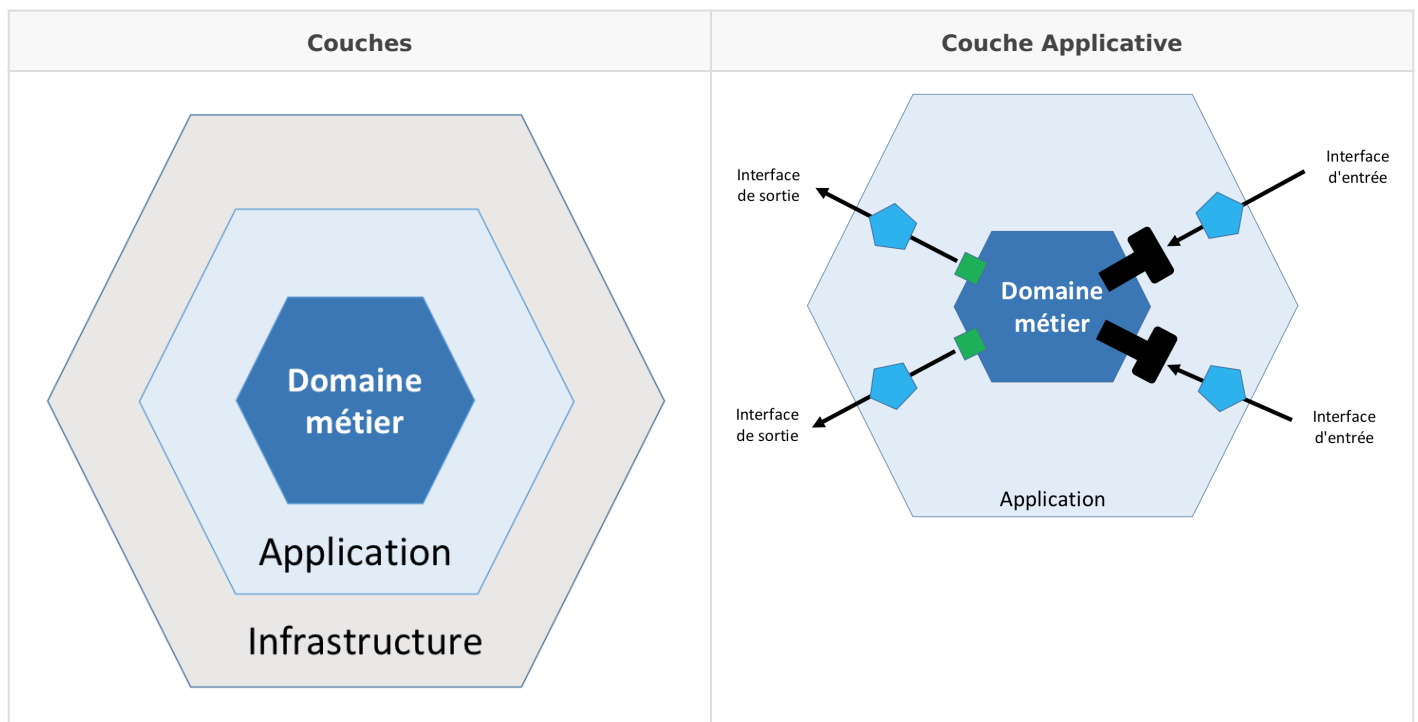 Couches
Couche Applicative
Domaine
métier
Application
Infrastructure
Interface
de sortie
Interface
d'entrée
Domaine
métier
Interface
de sortie
Interface
d'entrée
Application